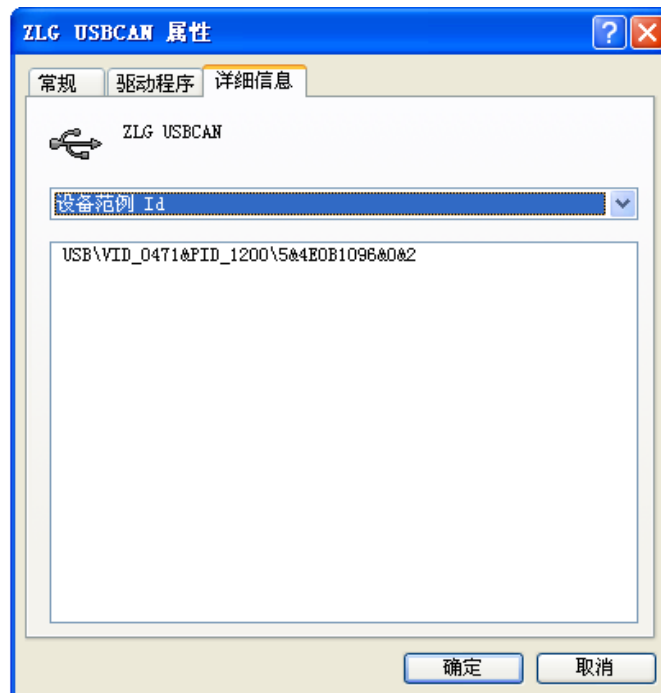 ZLG USBCAN 属性
常规 驱动程序 详细信息
ZLG USBCAN
设备范例 Id
USB\VID_0471&PID_1200\5&4E0B1096&0&2
确定 取消